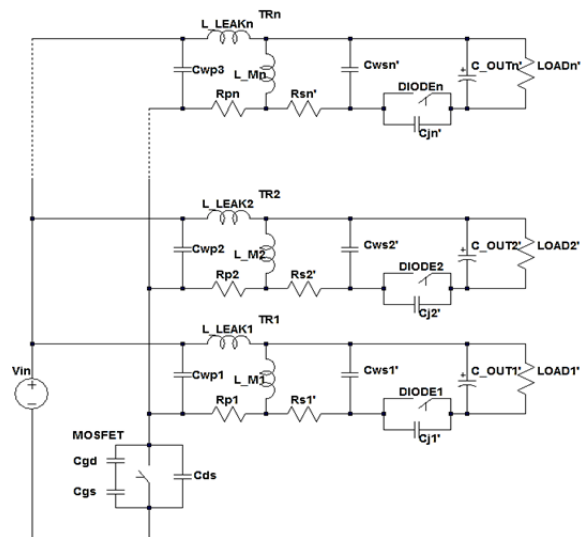 TRn
L_LEAKn
Cwp3
L_Mn
Cwsn'
C_OUTn'
LOADn'
Rpn
Rsn'
DIODEn
Cjn'
TR2
L_LEAK2
Cwp2
L_M2
Cws2'
C_OUT2'
LOAD2'
Rp2
Rs2'
DIODE2
Cj2'
TR1
L_LEAK1
Vin
Cwp1
L_M1
Cws1'
C_OUT1'
LOAD1'
Rp1
Rs1'
DIODE1
Cj1'
MOSFET
Cgd
Cgs
Cds